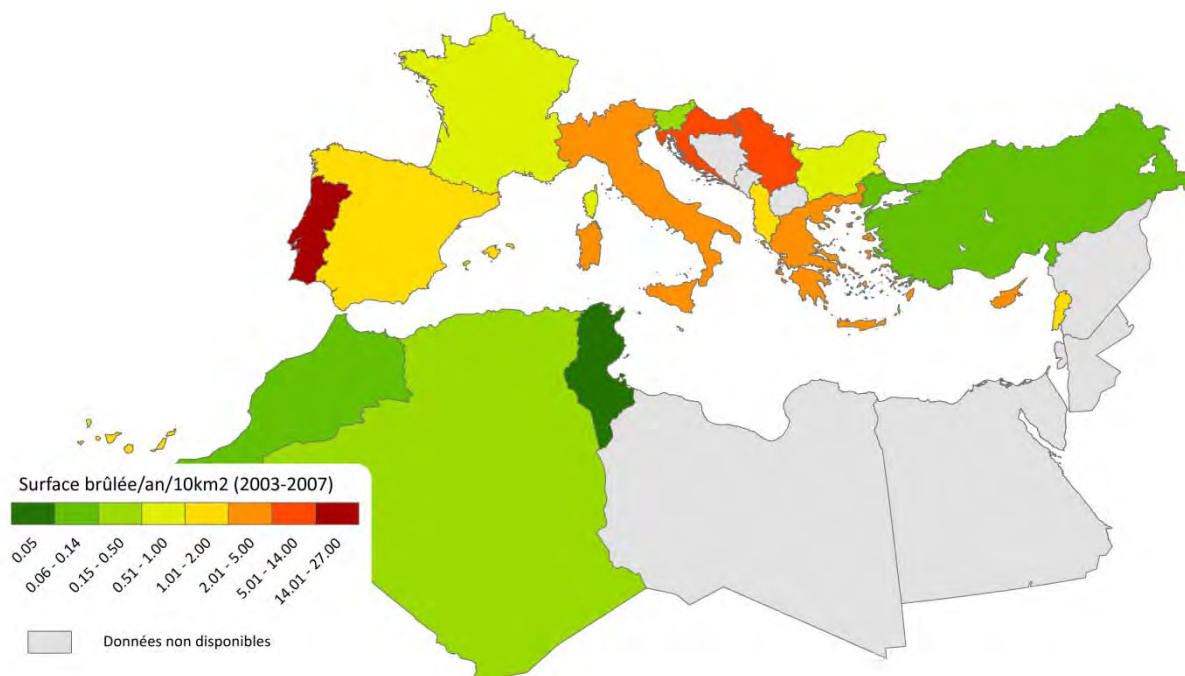 Surface brûlée/an/10km2 (2003-2007)
0.05
0.06 - 0.14
0.15 - 0.50
0.51 - 1.00
1.01 - 2.00
2.01 - 5.00
5.01 - 14.00
14.01 - 27.00
Données non disponibles